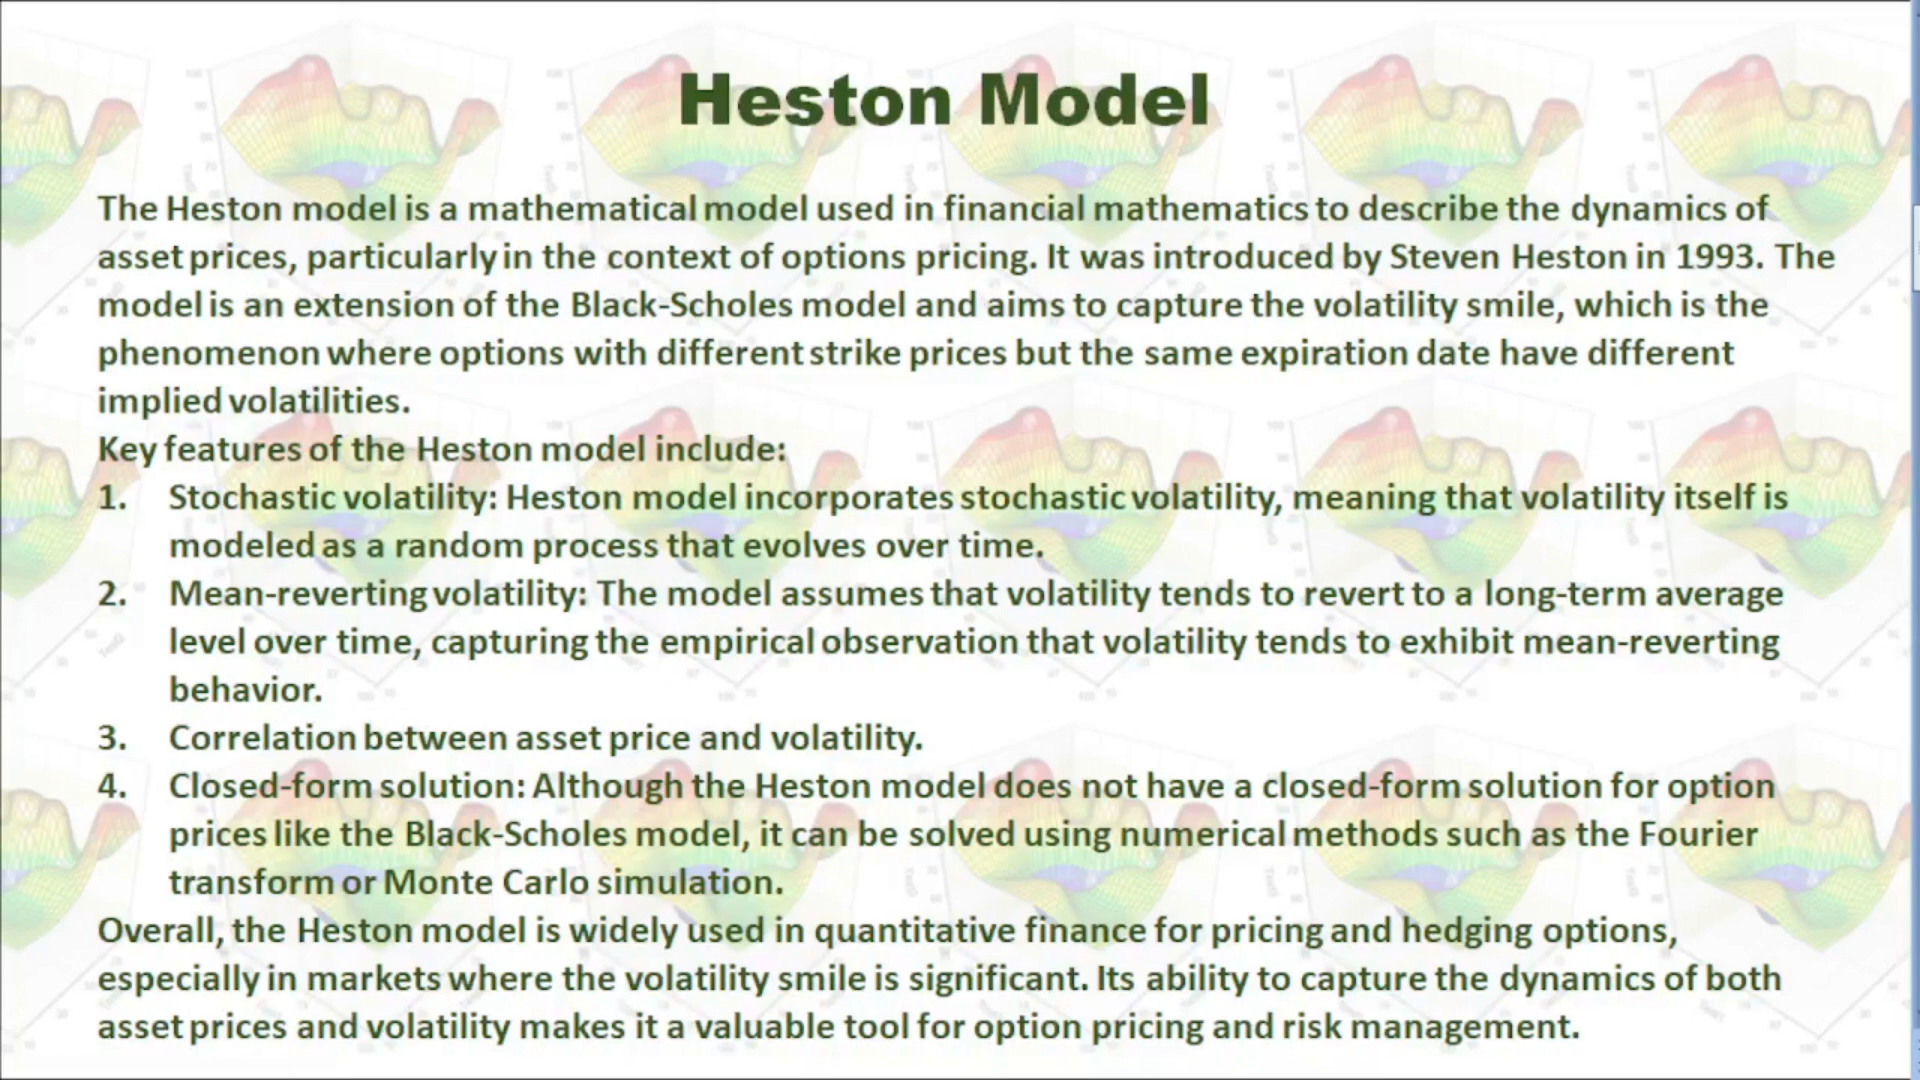 Heston Model
The Heston model is a mathematical model used in financial mathematics to describe the dynamics of
asset prices, particularly in the context of options pricing. It was introduced by Steven Heston in 1993. The
model is an extension of the Black-Scholes model and aims to capture the volatility smile, which is the
phenomenon where options with different strike prices but the same expiration date have different
implied volatilities.
Key features of the Heston model include:
1. Stochastic volatility: Heston model incorporates stochastic volatility, meaning that volatility itself is
modeled as a random process that evolves over time.
2. Mean-reverting volatility: The model assumes that volatility tends to revert to a long-term average
level over time, capturing the empirical observation that volatility tends to exhibit mean-reverting
behavior.
3. Correlation between asset price and volatility.
4. Closed-form solution: Although the Heston model does not have a closed-form solution for option
prices like the Black-Scholes model, it can be solved using numerical methods such as the Fourier
transform or Monte Carlo simulation.
Overall, the Heston model is widely used in quantitative finance for pricing and hedging options,
especially in markets where the volatility smile is significant. Its ability to capture the dynamics of both
asset prices and volatility makes it a valuable tool for option pricing and risk management.